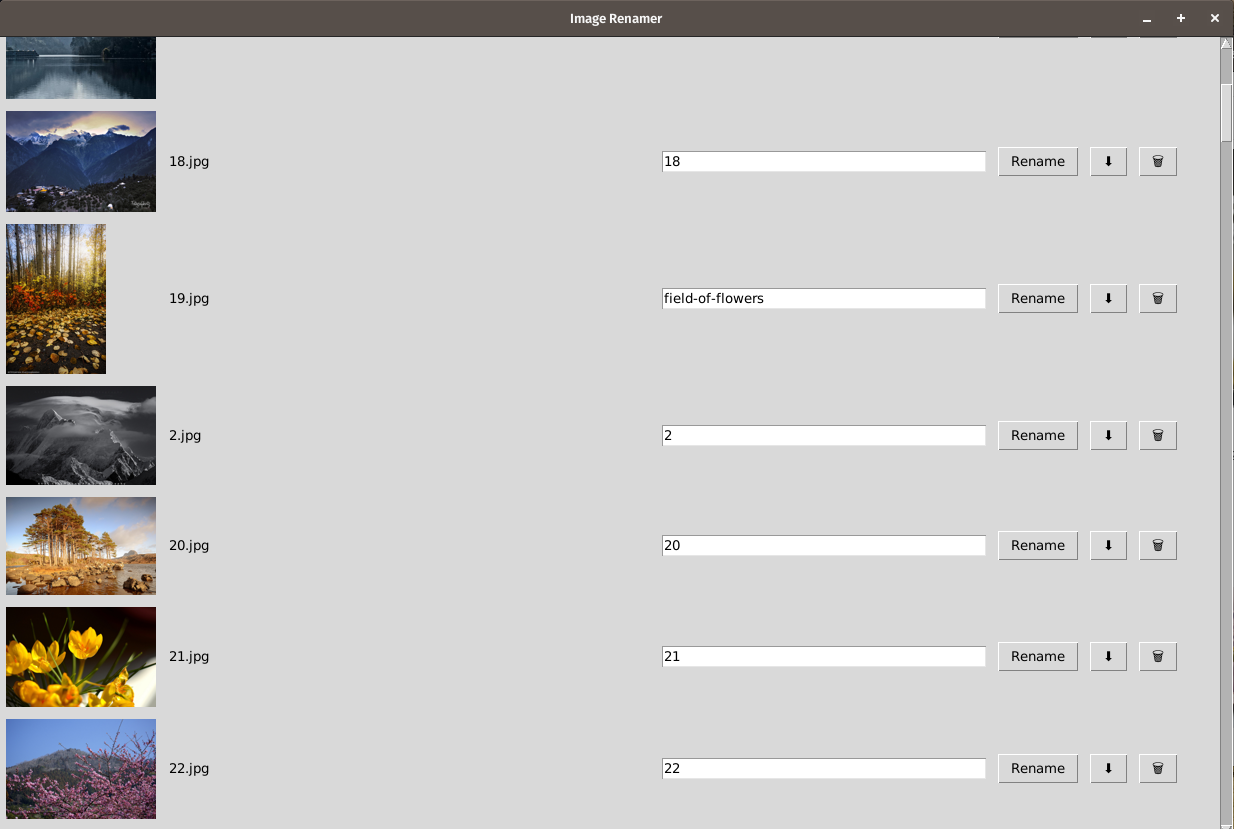 Image Renamer
18.jpg 18 Rename
19.jpg field-of-flowers Rename
2.jpg 2 Rename
20.jpg 20 Rename
21.jpg 21 Rename
22.jpg 22 Rename